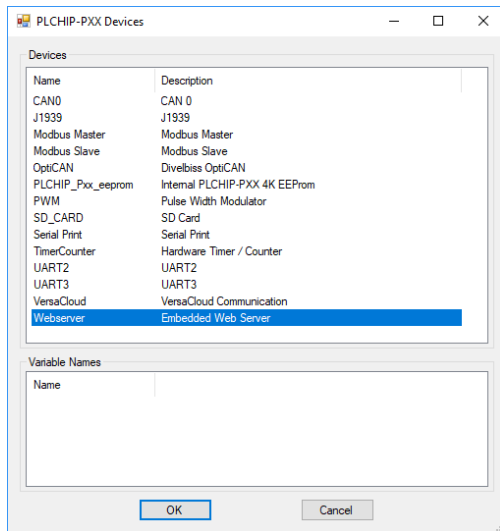 PLCHIP-PXX Devices
Devices
Name Description
CAN0 CAN 0
J1939 J1939
Modbus Master Modbus Master
Modbus Slave Modbus Slave
OptiCAN Divelbiss OptiCAN
PLCHIP_Pxx_eeprom Internal PLCHIP-PXX 4K EEProm
PWM Pulse Width Modulator
SD_CARD SD Card
Serial Print Serial Print
TimerCounter Hardware Timer / Counter
UART2 UART2
UART3 UART3
VersaCloud VersaCloud Communication
Webserver Embedded Web Server
Variable Names
Name
OK Cancel